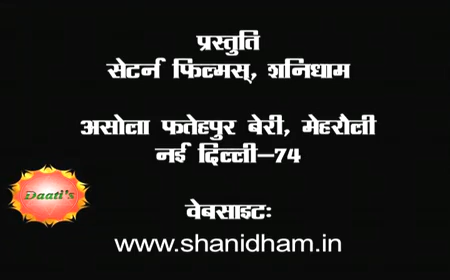 प्रस्तुति
सेटर्न फिल्मस्, शनिधाम
असोला फतेहपुर बेरी, मेहरौली
नई दिल्ली-74
Daati's
वेबसाइटः
www.shanidham.in